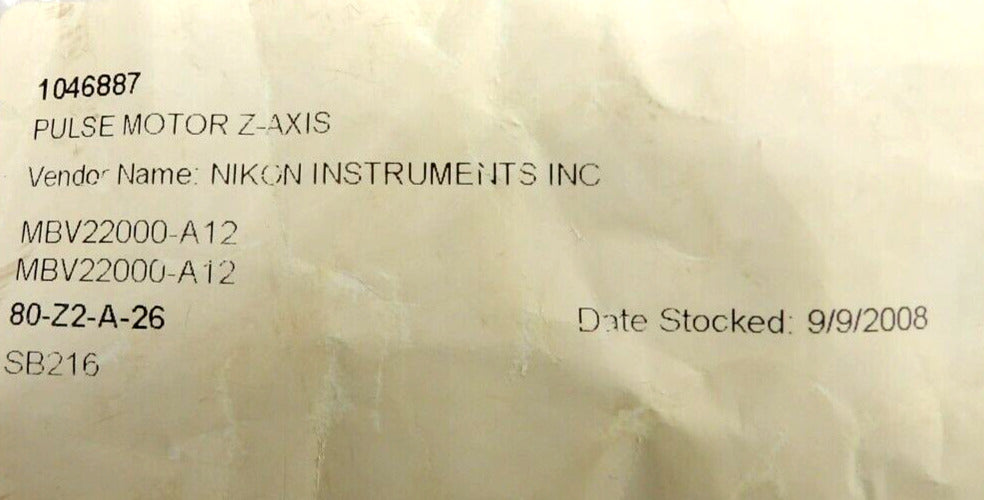 1046887
PULSE MOTOR Z-AXIS
Vendor Name: NIKON INSTRUMENTS INC
MBV22000-A12
MBV22000-A12
80-Z2-A-26
Date Stocked: 9/9/2008
SB216